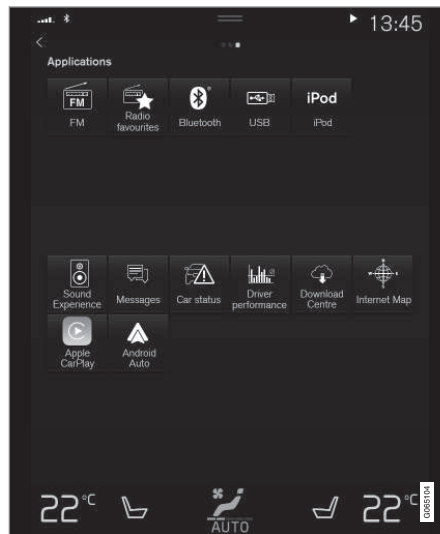 13:45
Applications
FM
iPod
FM
Radio
favourites
Bluetooth
USB
iPod
Sound
Experience
Messages
Car status
Driver
performance
Download
Centre
Internet Map
Apple
CarPlay
Android
Auto
22°C
AUTO
22°C
G065104